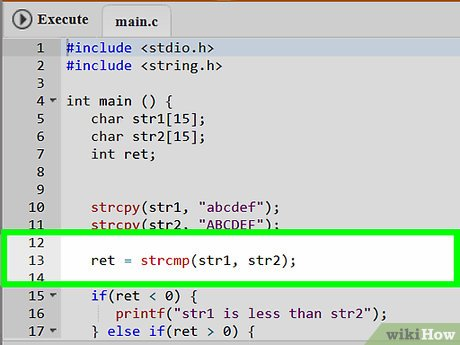 Execute main.c
1 #include <stdio.h>
2 #include <string.h>
3
4 int main () {
5 char str1[15];
6 char str2[15];
7 int ret;
8
9
10 strcpy(str1, "abcdef");
11 strcpy(str2, "ABCDEF");
12
13 ret = strcmp(str1, str2);
14
15 if(ret < 0) {
16 printf("str1 is less than str2");
17 } else if(ret > 0) {
wikiHow